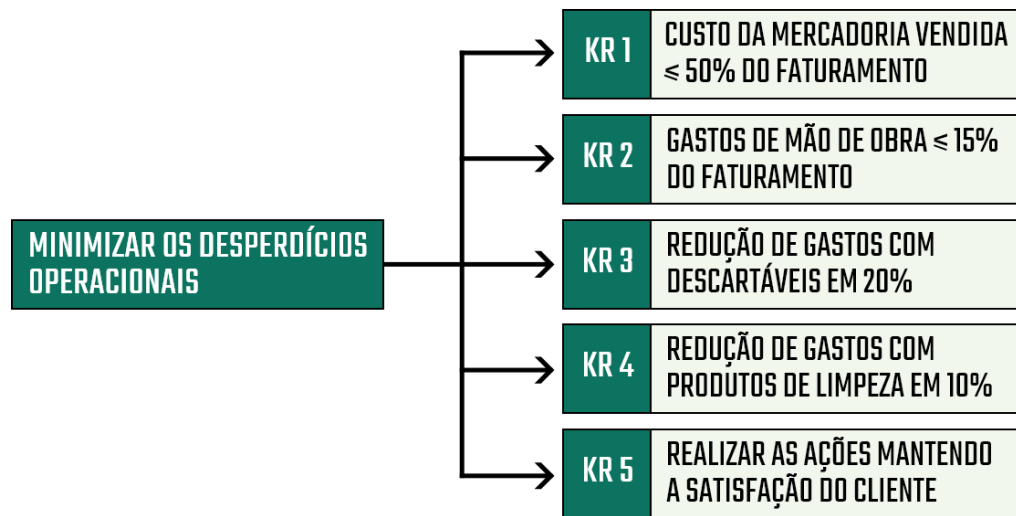 MINIMIZAR OS DESPERDÍCIOS
OPERACIONAIS
KR 1
CUSTO DA MERCADORIA VENDIDA
≤ 50% DO FATURAMENTO
KR 2
GASTOS DE MÃO DE OBRA ≤ 15%
DO FATURAMENTO
KR 3
REDUÇÃO DE GASTOS COM
DESCARTÁVEIS EM 20%
KR 4
REDUÇÃO DE GASTOS COM
PRODUTOS DE LIMPEZA EM 10%
KR 5
REALIZAR AS AÇÕES MANTENDO
A SATISFAÇÃO DO CLIENTE